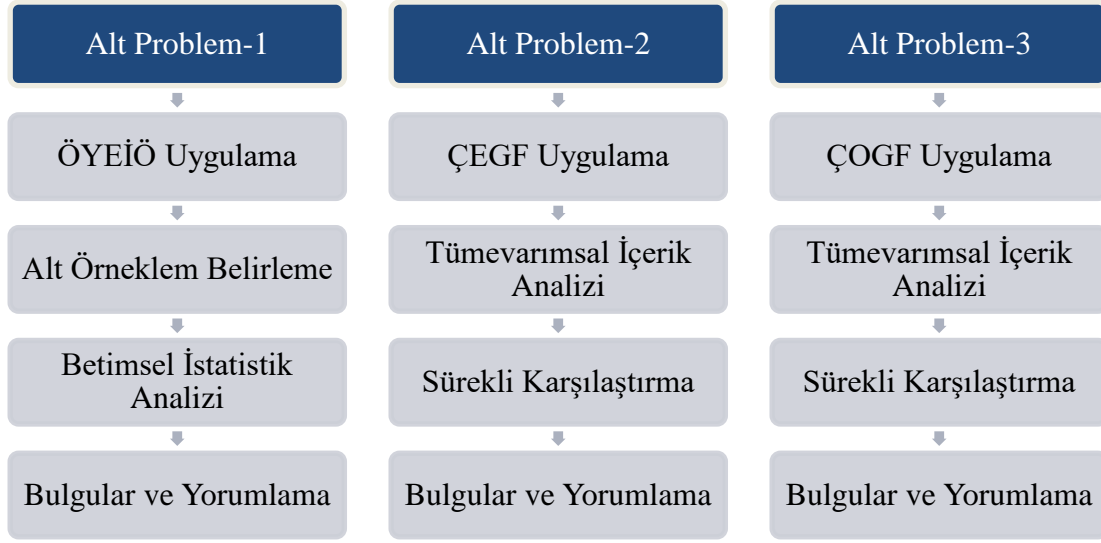 Alt Problem-1
ÖYEİÖ Uygulama
Alt Örneklem Belirleme
Betimsel İstatistik
Analizi
Bulgular ve Yorumlama
Alt Problem-2
ÇEGF Uygulama
Tümevarımsal İçerik
Analizi
Sürekli Karşılaştırma
Bulgular ve Yorumlama
Alt Problem-3
ÇOGF Uygulama
Tümevarımsal İçerik
Analizi
Sürekli Karşılaştırma
Bulgular ve Yorumlama